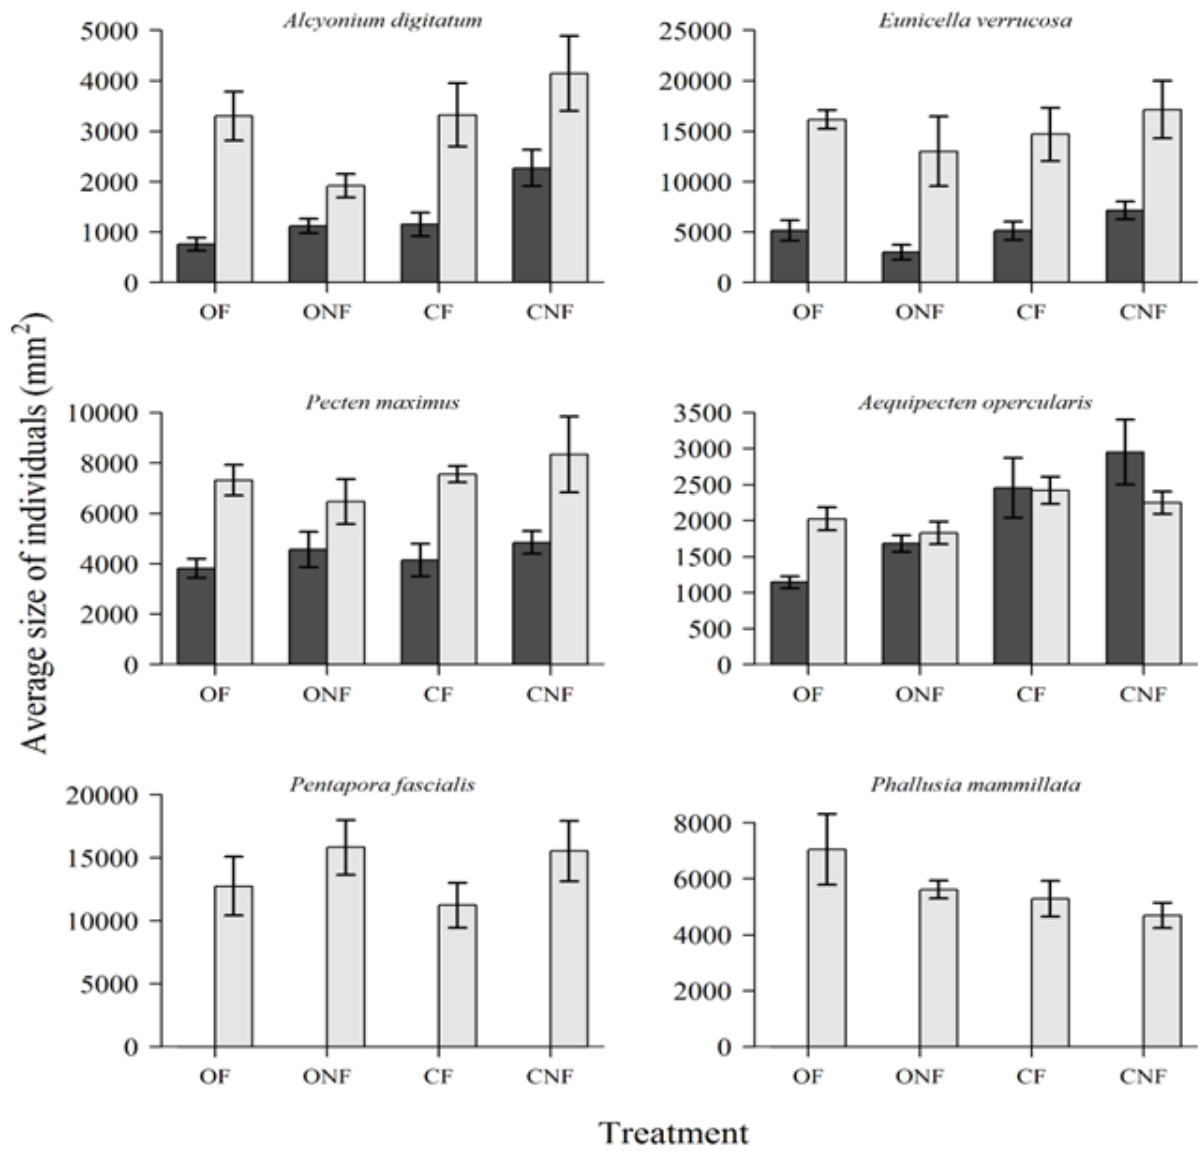 Alcyonium digitatum
5000
4000
3000
2000
1000
0
OF ONF CF CNF
Eunicella verrucosa
25000
20000
15000
10000
5000
0
OF ONF CF CNF
Average size of individuals (mm²)
Pecten maximus
10000
8000
6000
4000
2000
0
OF ONF CF CNF
Aequipecten opercularis
3500
3000
2500
2000
1500
1000
500
0
OF ONF CF CNF
Pentapora fascialis
20000
15000
10000
5000
0
OF ONF CF CNF
Phallusia mammillata
8000
6000
4000
2000
0
OF ONF CF CNF
Treatment